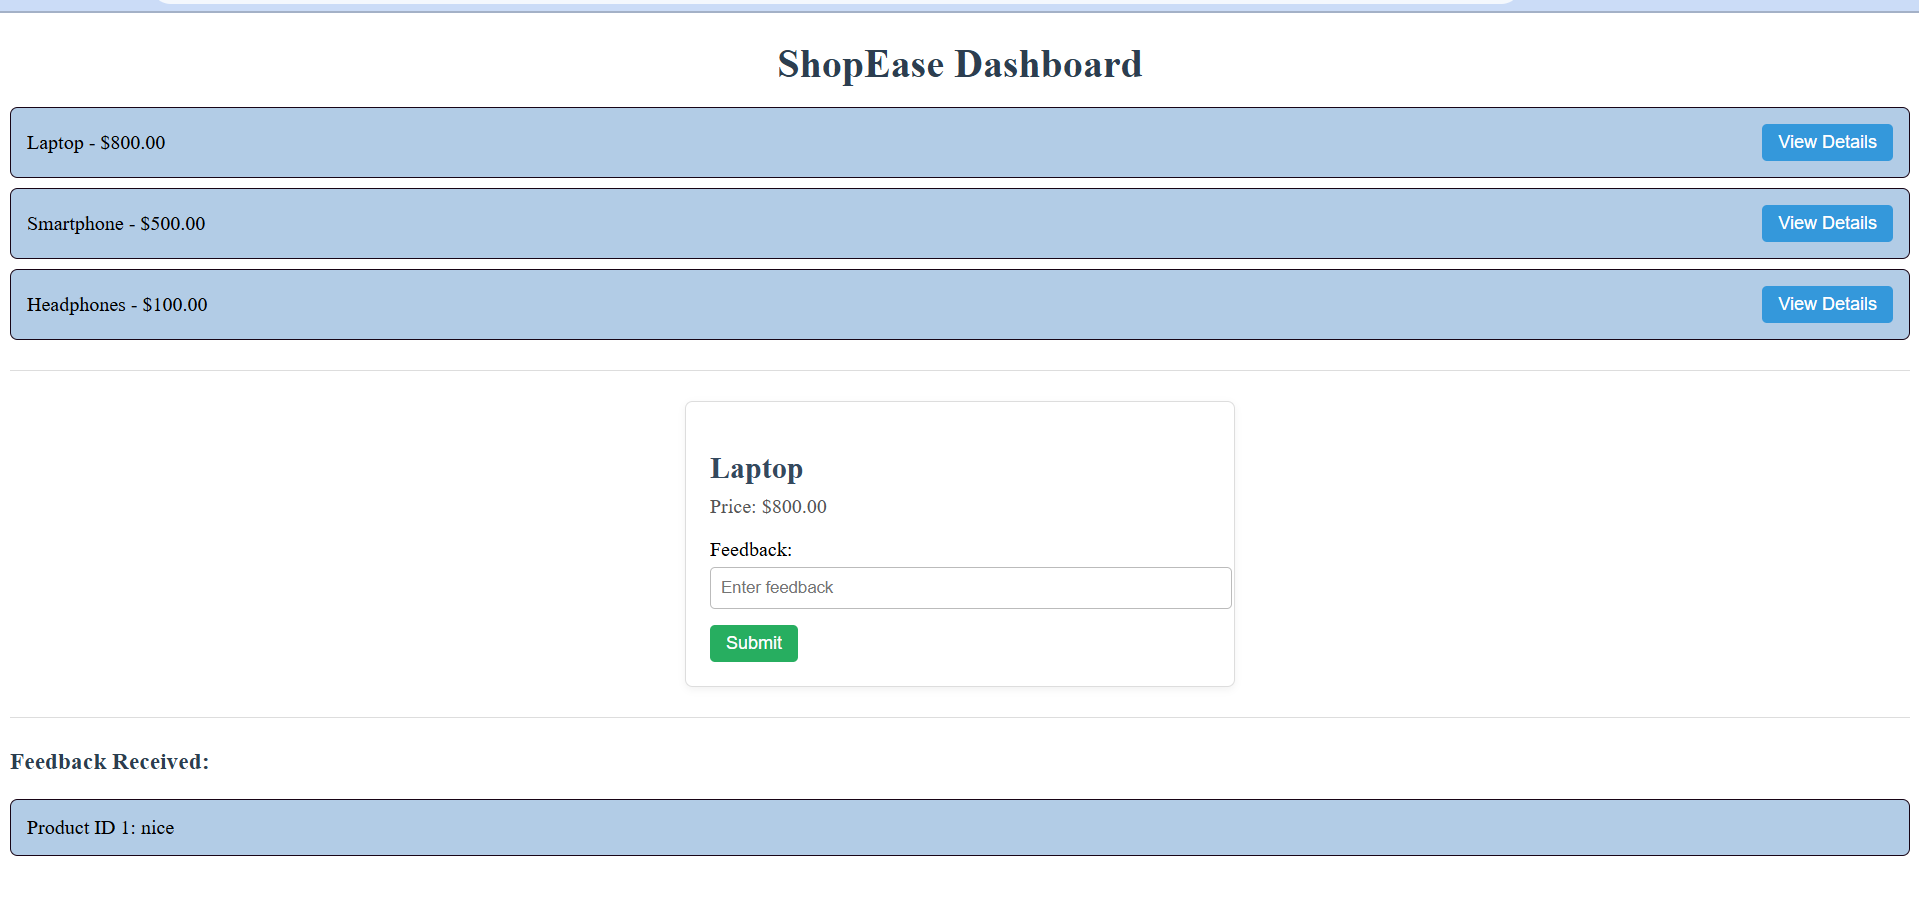 ShopEase Dashboard
Laptop - $800.00 View Details
Smartphone - $500.00 View Details
Headphones - $100.00 View Details
Laptop
Price: $800.00
Feedback:
Enter feedback
Submit
Feedback Received:
Product ID 1: nice